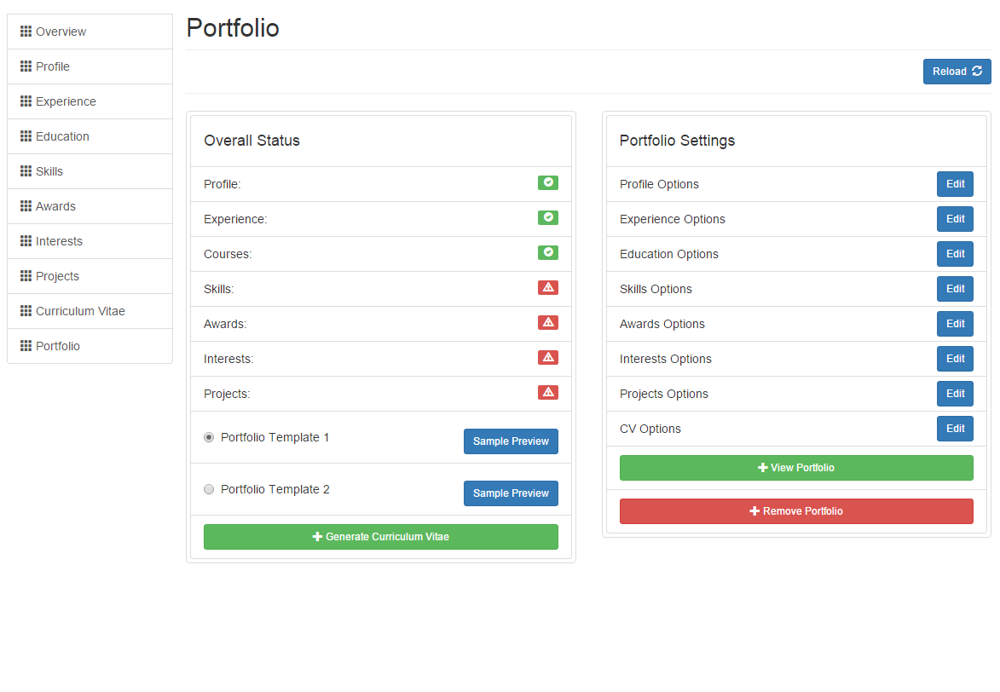 Overview
Profile
Experience
Education
Skills
Awards
Interests
Projects
Curriculum Vitae
Portfolio
Portfolio
Reload
Overall Status
Profile:
Experience:
Courses:
Skills:
Awards:
Interests:
Projects:
Portfolio Template 1 Sample Preview
Portfolio Template 2 Sample Preview
Generate Curriculum Vitae
Portfolio Settings
Profile Options Edit
Experience Options Edit
Education Options Edit
Skills Options Edit
Awards Options Edit
Interests Options Edit
Projects Options Edit
CV Options Edit
View Portfolio
Remove Portfolio